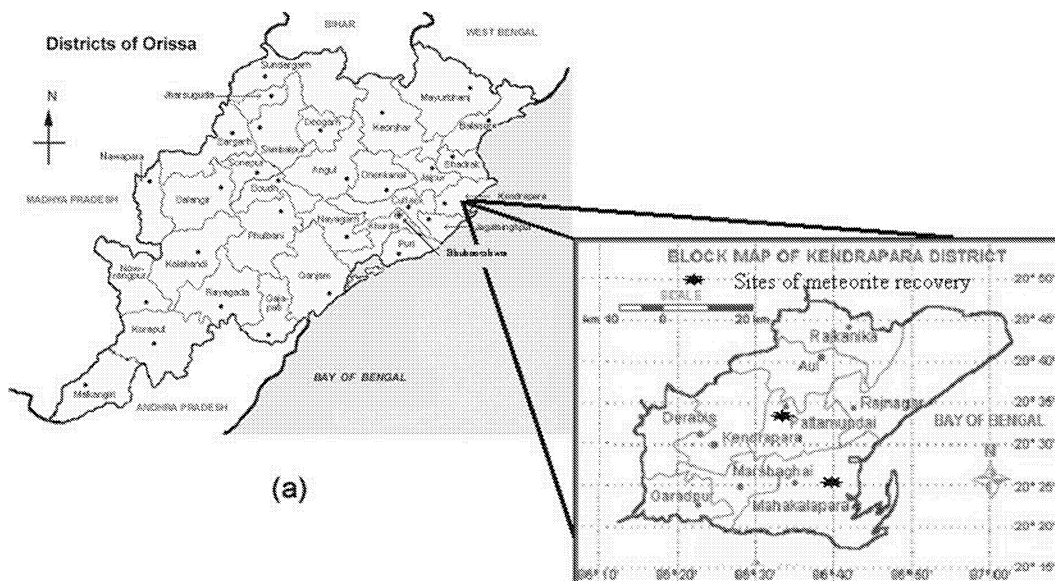 BIHAR
WEST BENGAL
Districts of Orissa
Sundargarh
N
Jharsuguda
Mayurbhanj
Deogarh
Keonjhar
Balasore
Bargarh
Sambalpur
Nawapara
Sonepur
Bhadrak
Angul
Dhenkanal
Jajpur
Boudh
Kendrapara
MADHYA PRADESH
Balangir
Cuttack
Nayagarh
Khurda
Jagatsinghpur
Phulbani
Puri
Kalahandi
Ganjam
Rayagada
Gaja-
pati
Koraput
BAY OF BENGAL
Malkangiri
ANDHRA PRADESH
(a)
BLOCK MAP OF KENDRAPARA DISTRICT
Sites of meteorite recovery
20° 50'
SCALE
km 10 0 20 km
20° 45'
Rajkanika
Aul
20° 40'
Rajnagar
20° 35'
Derabis
Pattamundai
BAY OF BENGAL
Kendrapara
20° 30'
N
Marshaghai
20° 25'
Garadpur
Mahakalapara
20° 20'
20° 15'
86°10' 86°20' 86°30' 86°40' 86°50' 87°00'